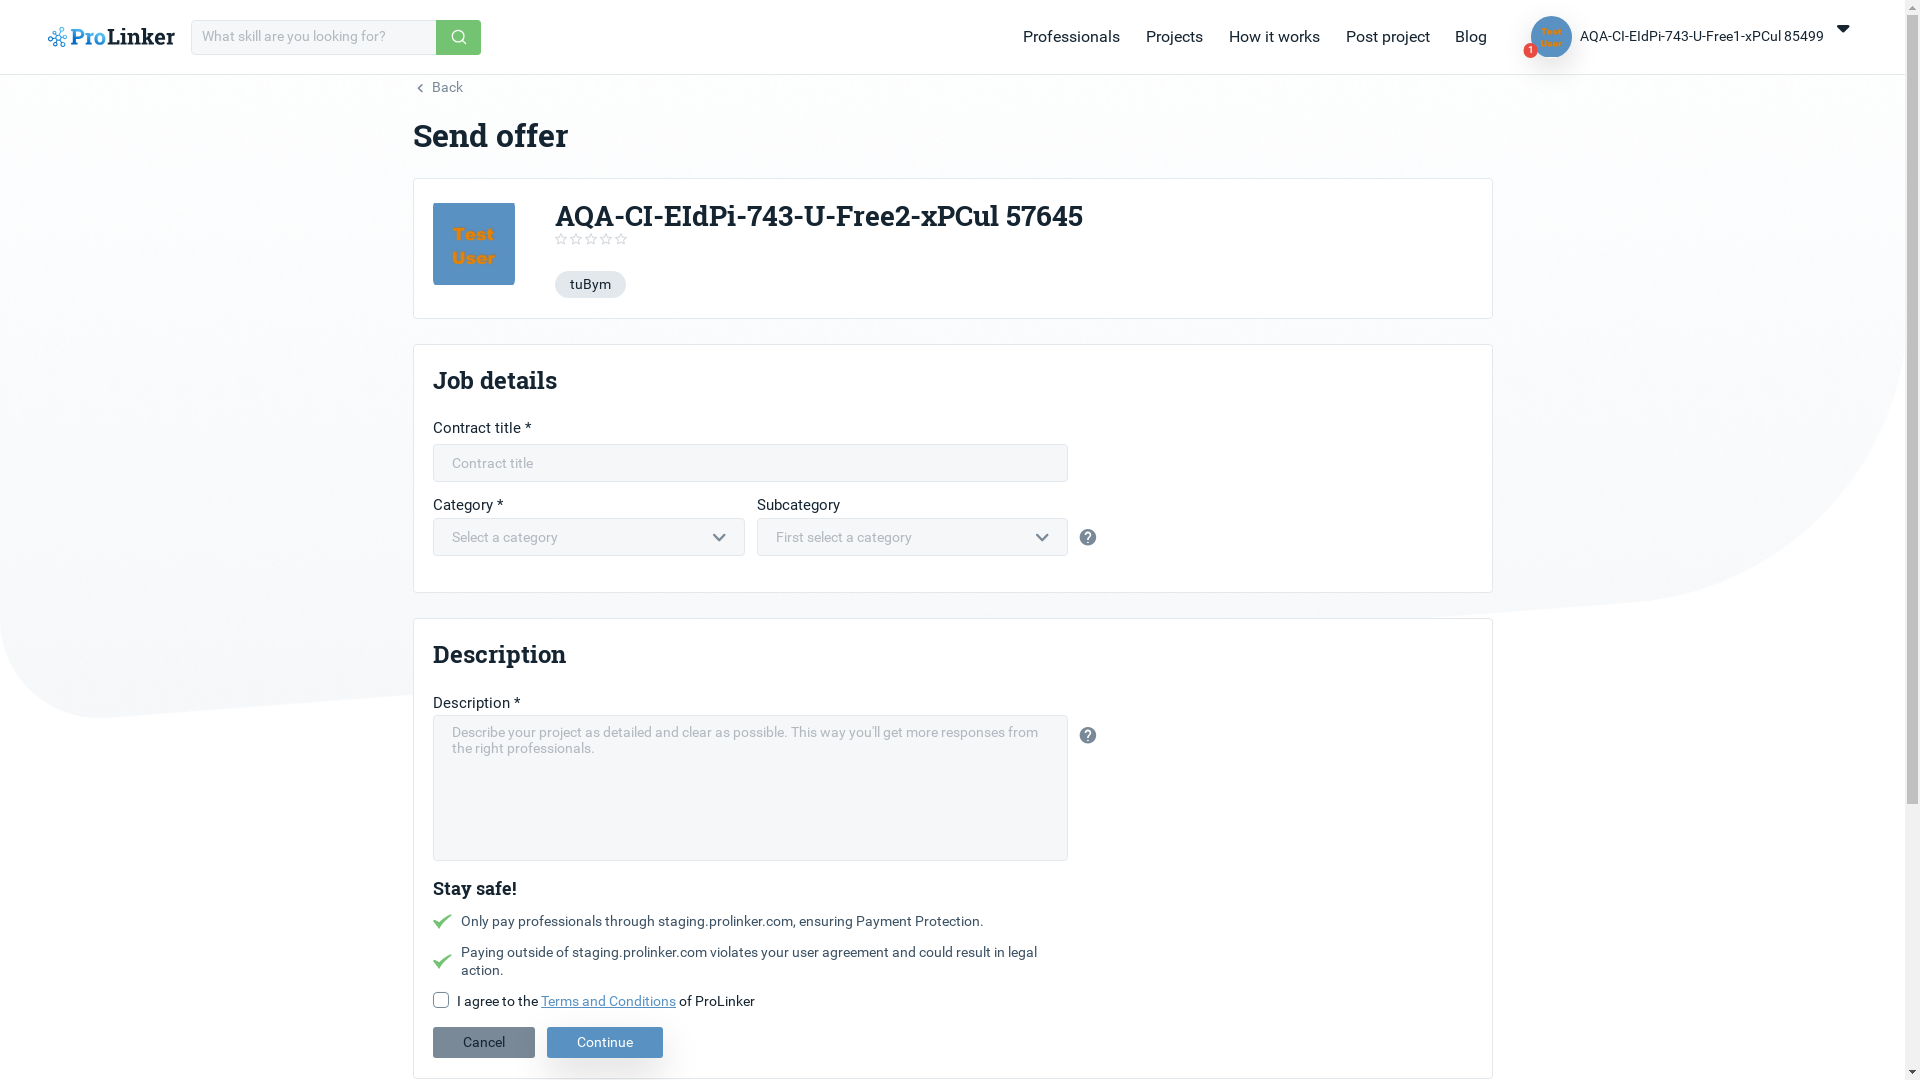 ProLinker
What skill are you looking for?
Professionals
Projects
How it works
Post project
Blog
Test
User
1
AQA-CI-EIdPi-743-U-Free1-xPCul 85499
Back
Send offer
Test
User
AQA-CI-EIdPi-743-U-Free2-xPCul 57645
tuBym
Job details
Contract title *
Contract title
Category *
Subcategory
Select a category
First select a category
?
Description
Description *
Describe your project as detailed and clear as possible. This way you'll get more responses from
the right professionals.
?
Stay safe!
Only pay professionals through staging.prolinker.com, ensuring Payment Protection.
Paying outside of staging.prolinker.com violates your user agreement and could result in legal
action.
I agree to the Terms and Conditions of ProLinker
Cancel
Continue